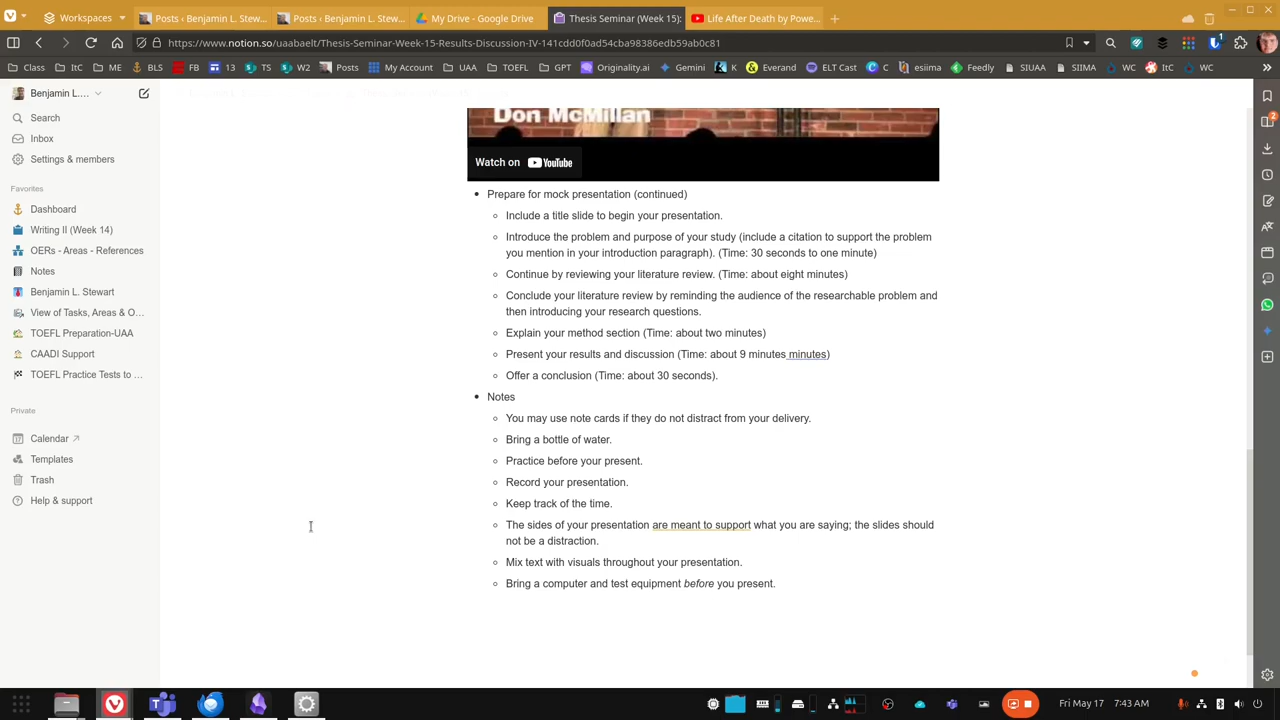 Workspaces
Posts ‹ Benjamin L. Stew...
Posts ‹ Benjamin L. Stew...
My Drive - Google Drive
Thesis Seminar (Week 15):
Life After Death by Powe...
https://www.notion.so/uaabaelt/Thesis-Seminar-Week-15-Results-Discussion-IV-141cdd0f0ad54cba98386edb59ab0c81
Class ItC ME BLS FB 13 TS W2 Posts My Account UAA TOEFL GPT Originality.ai Gemini K Everand ELT Cast C esiima Feedly SIUAA SIIMA WC ItC WC
Benjamin L....
Search
Inbox
Settings & members
Favorites
Dashboard
Writing II (Week 14)
OERs - Areas - References
Notes
Benjamin L. Stewart
View of Tasks, Areas & O...
TOEFL Preparation-UAA
CAADI Support
TOEFL Practice Tests to ...
Private
Calendar ↗
Templates
Trash
Help & support
Don McMillan
Watch on YouTube
Prepare for mock presentation (continued)
Include a title slide to begin your presentation.
Introduce the problem and purpose of your study (include a citation to support the problem
you mention in your introduction paragraph). (Time: 30 seconds to one minute)
Continue by reviewing your literature review. (Time: about eight minutes)
Conclude your literature review by reminding the audience of the researchable problem and
then introducing your research questions.
Explain your method section (Time: about two minutes)
Present your results and discussion (Time: about 9 minutes minutes)
Offer a conclusion (Time: about 30 seconds).
Notes
You may use note cards if they do not distract from your delivery.
Bring a bottle of water.
Practice before your present.
Record your presentation.
Keep track of the time.
The sides of your presentation are meant to support what you are saying; the slides should
not be a distraction.
Mix text with visuals throughout your presentation.
Bring a computer and test equipment before you present.
Fri May 17 7:43 AM